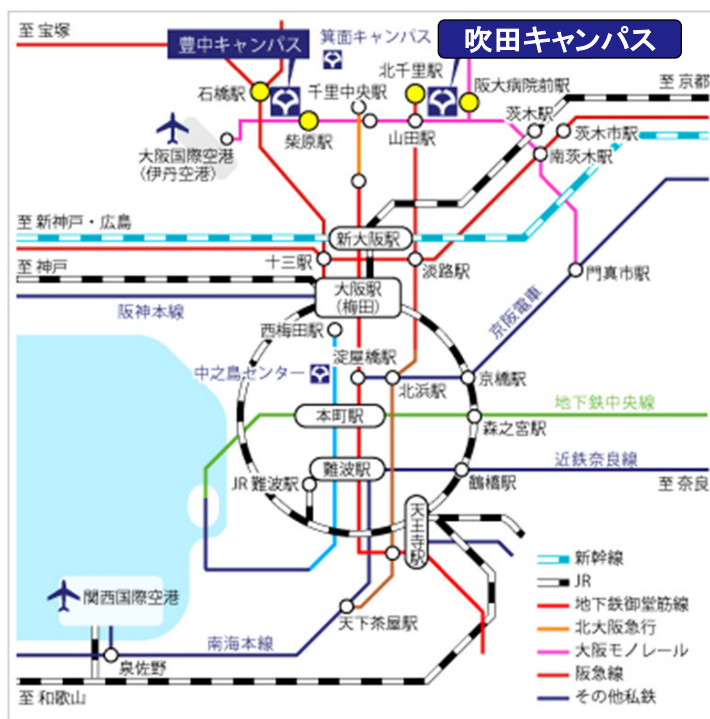 至 宝塚
豊中キャンパス
箕面キャンパス
吹田キャンパス
石橋駅
千里中央駅
北千里駅
阪大病院前駅
至 京都
茨木駅
柴原駅
山田駅
茨木市駅
南茨木駅
大阪国際空港
(伊丹空港)
至 新神戸・広島
新大阪駅
十三駅
淡路駅
門真市駅
至 神戸
大阪駅
(梅田)
阪神本線
西梅田駅
京阪電車
淀屋橋駅
中之島センター
北浜駅
京橋駅
地下鉄中央線
本町駅
森之宮駅
近鉄奈良線
難波駅
JR 難波駅
鶴橋駅
至 奈良
天王寺駅
関西国際空港
天下茶屋駅
南海本線
泉佐野
至 和歌山
新幹線
JR
地下鉄御堂筋線
北大阪急行
大阪モノレール
阪急線
その他私鉄